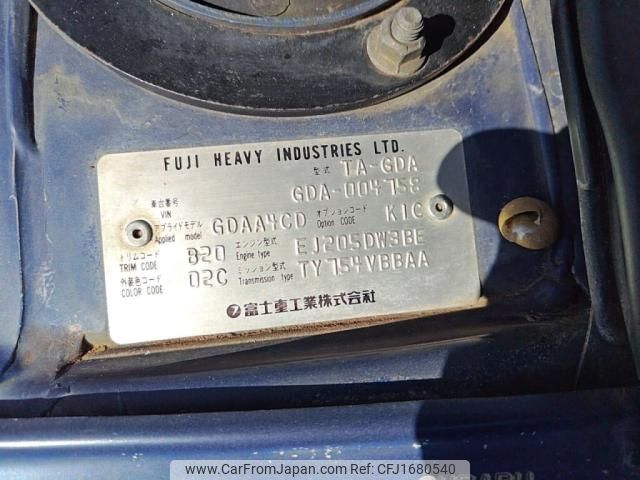 FUJI HEAVY INDUSTRIES LTD.
型式 TA-GDA
車台番号 VIN GDA-004758
アプライドモデル Applied model GDAA4CD オプションコード Option CODE K1C
トリムコード TRIM CODE B20 エンジン型式 Engine type EJ205DW3BE
外装色コード COLOR CODE 02C ミッション型式 Transmission type TY754VBBAA
富士重工業株式会社
www.CarFromJapan.com - Car ID: CFJ1680540